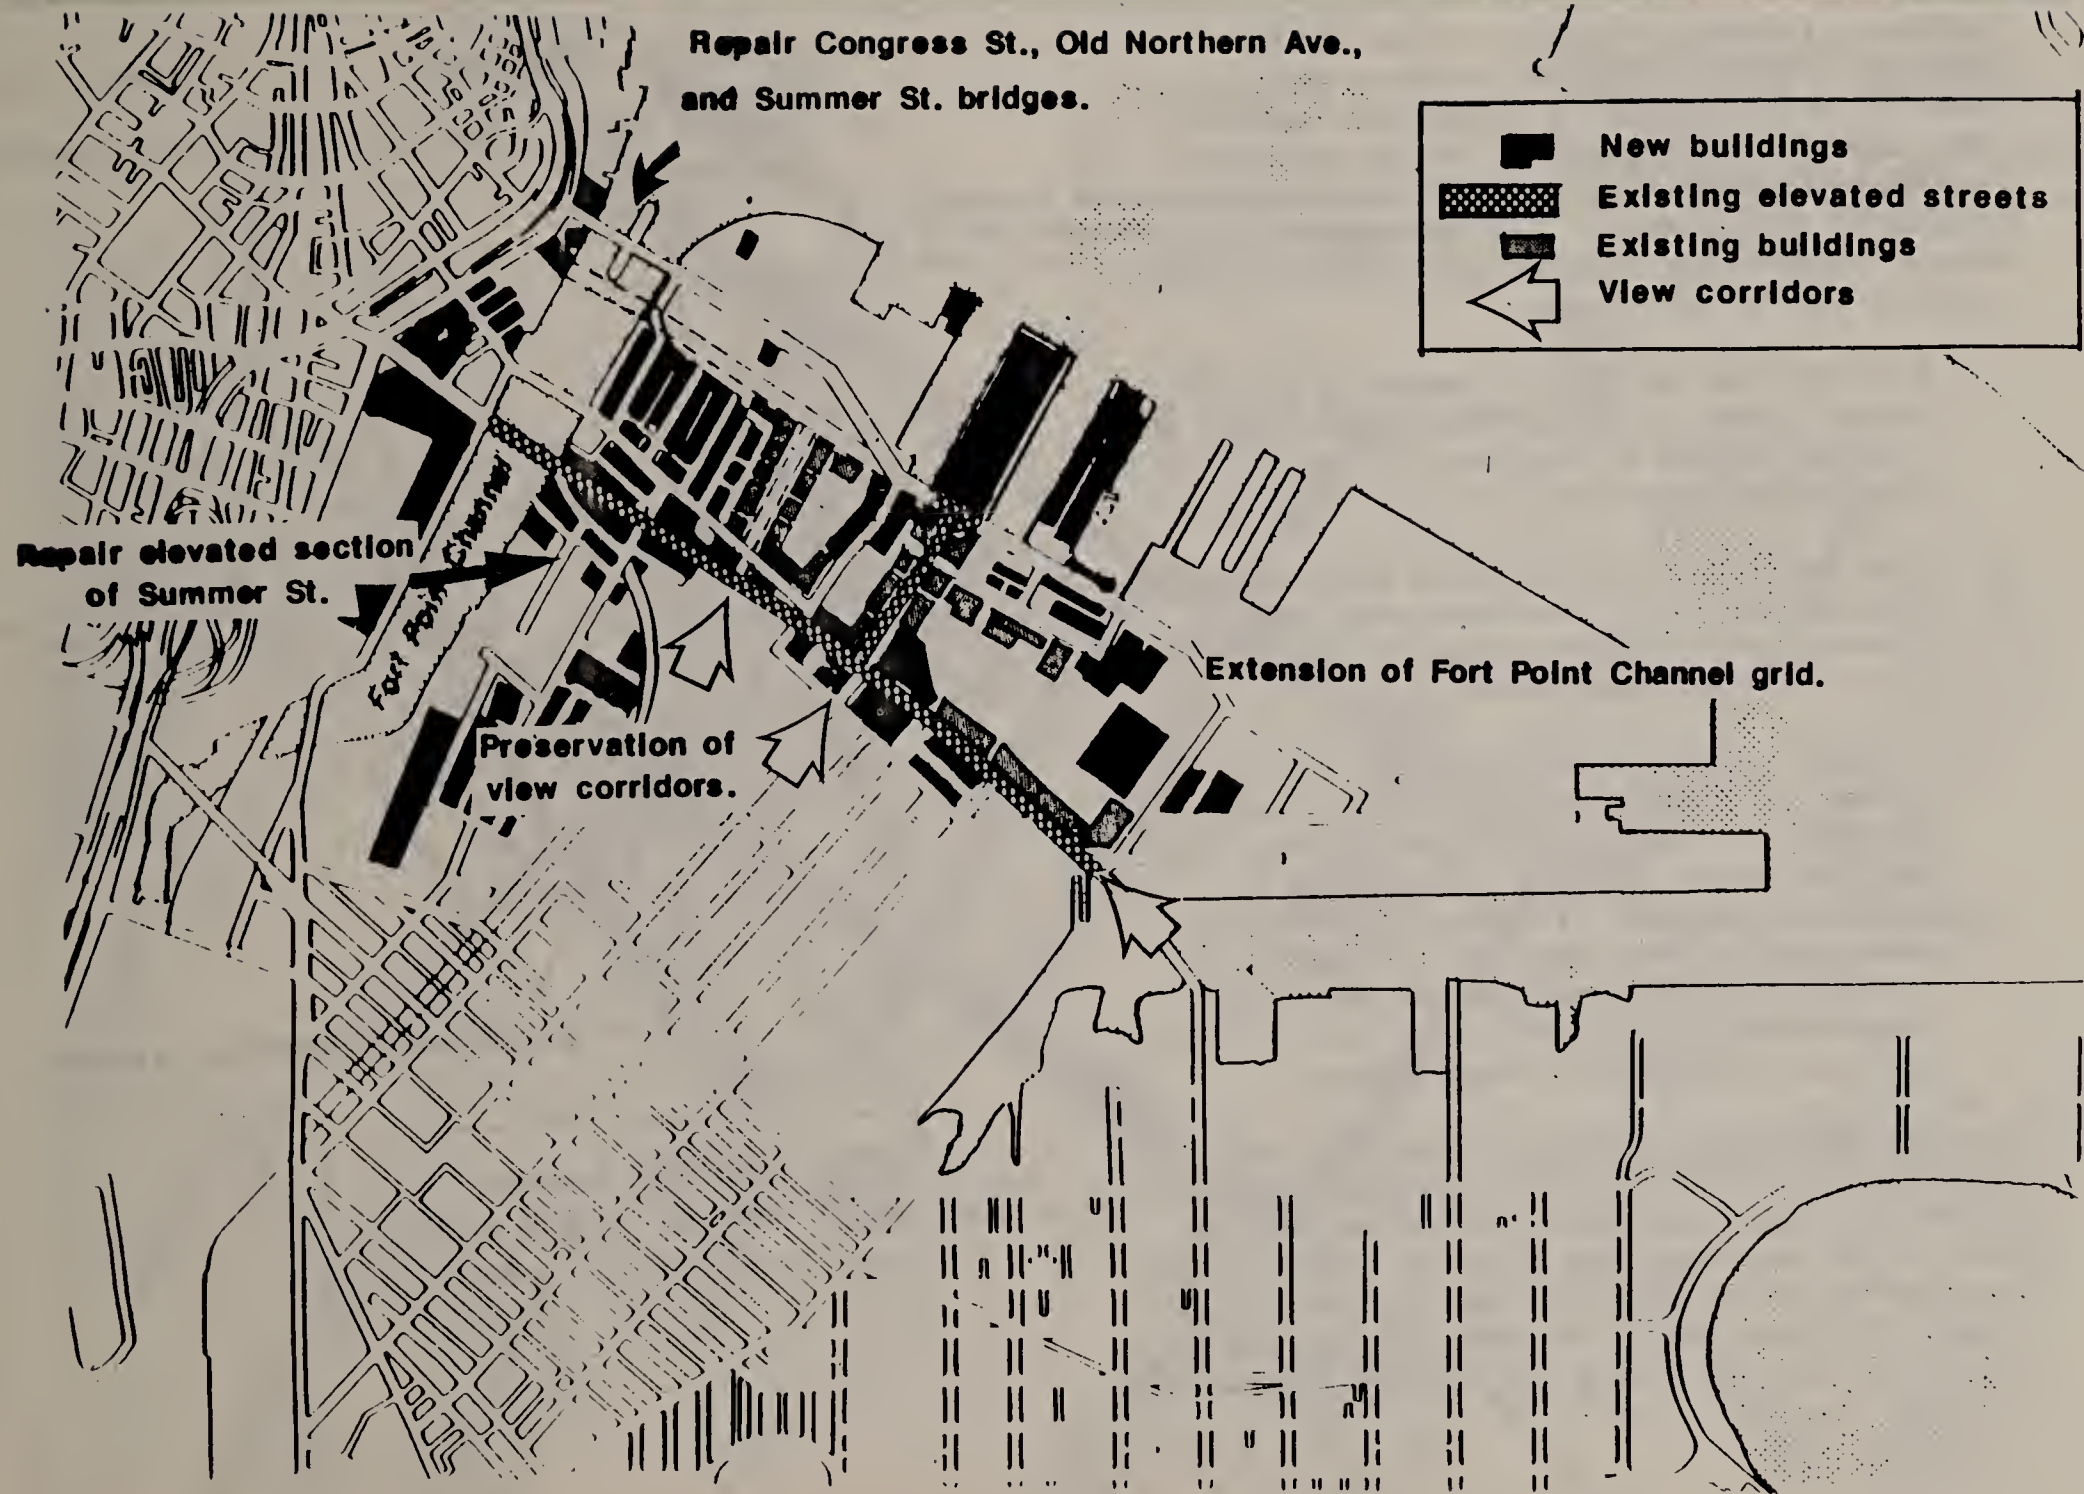 Repair Congress St., Old Northern Ave.,
and Summer St. bridges.
New buildings
Existing elevated streets
Existing buildings
View corridors
Repair elevated section
of Summer St.
Fort Point Channel
Extension of Fort Point Channel grid.
Preservation of
view corridors.